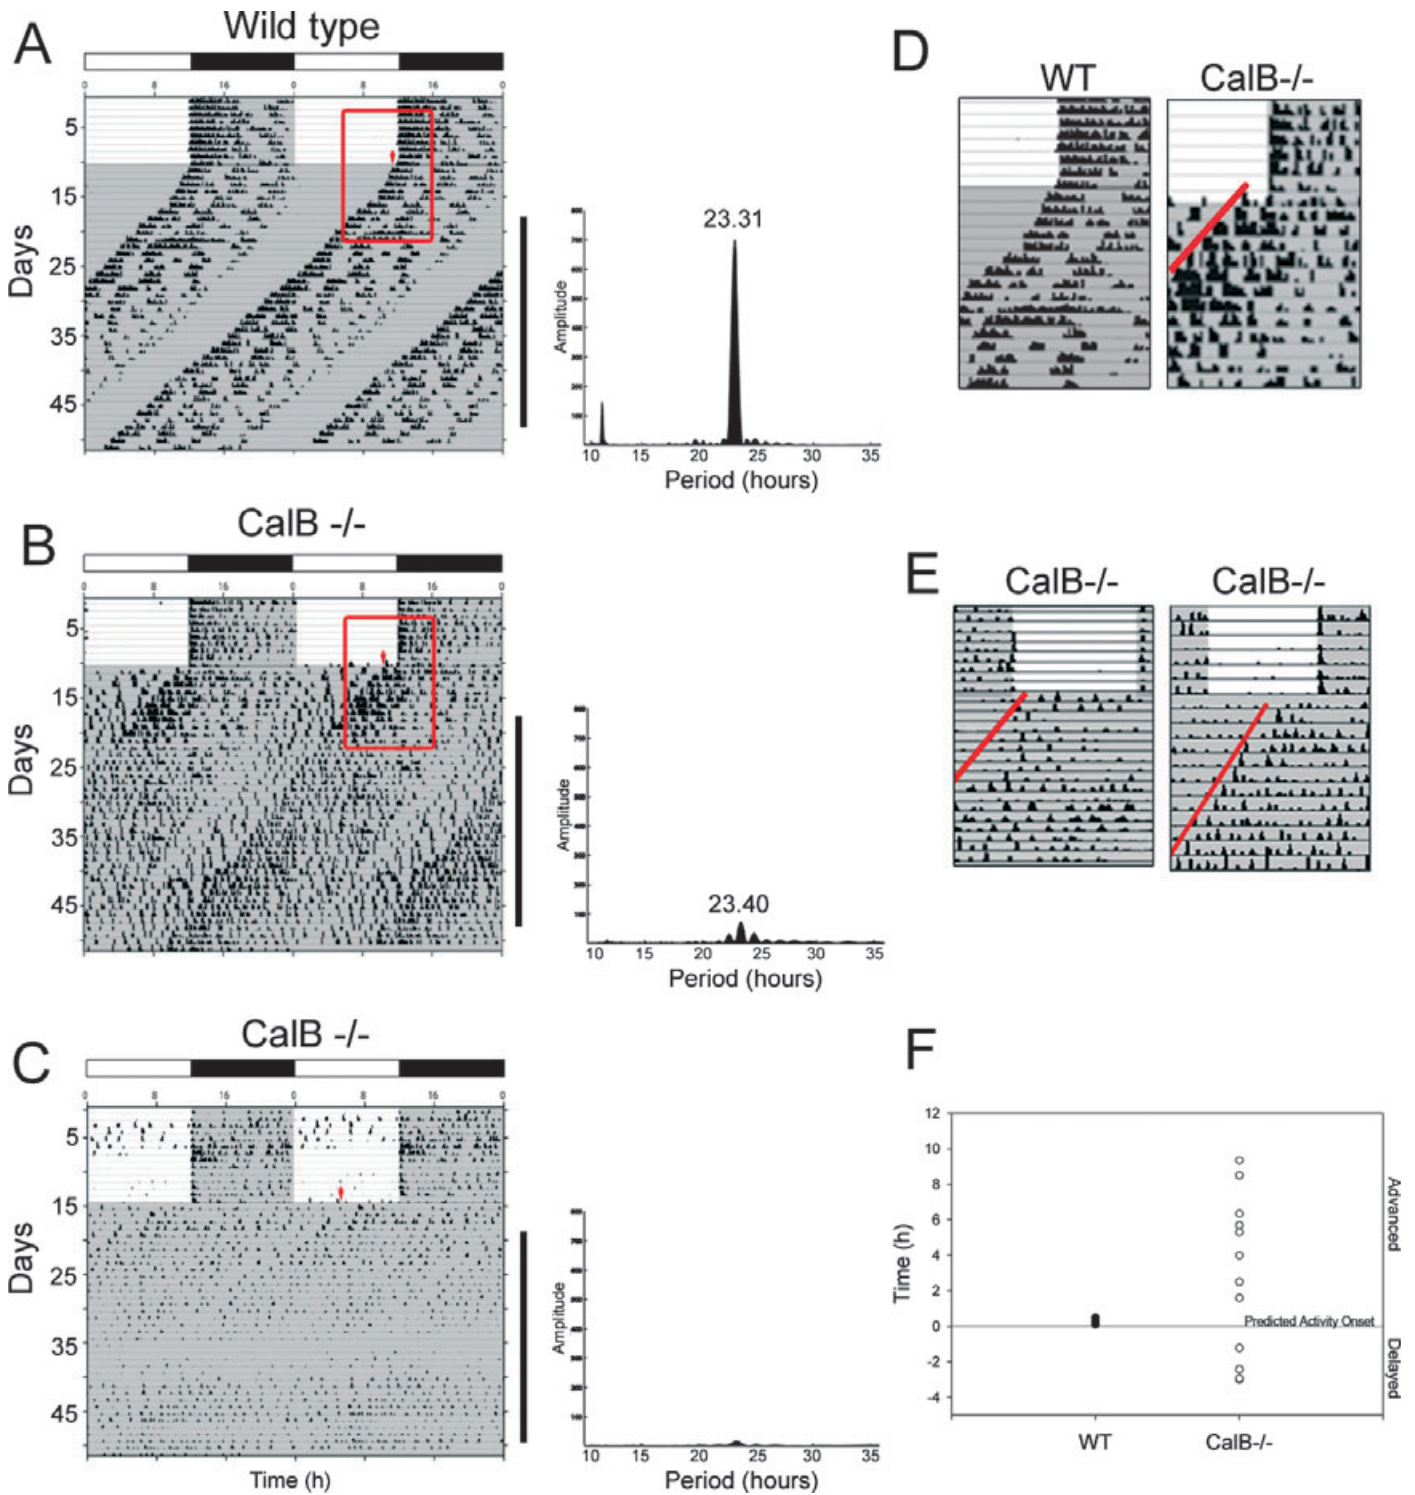 A
Wild type
0 8 16 0 8 16 0
5
15
25
35
45
Days
23.31
Amplitude
10 15 20 25 30 35
Period (hours)
B
CalB -/-
0 8 16 0 8 16 0
5
15
25
35
45
Days
23.40
Amplitude
10 15 20 25 30 35
Period (hours)
C
CalB -/-
0 8 16 0 8 16 0
5
15
25
35
45
Days
Time (h)
Amplitude
10 15 20 25 30 35
Period (hours)
D
WT CalB-/-
E
CalB-/- CalB-/-
F
12
10
8
6
4
2
0
-2
-4
Time (h)
Predicted Activity Onset
Advanced
Delayed
WT CalB-/-